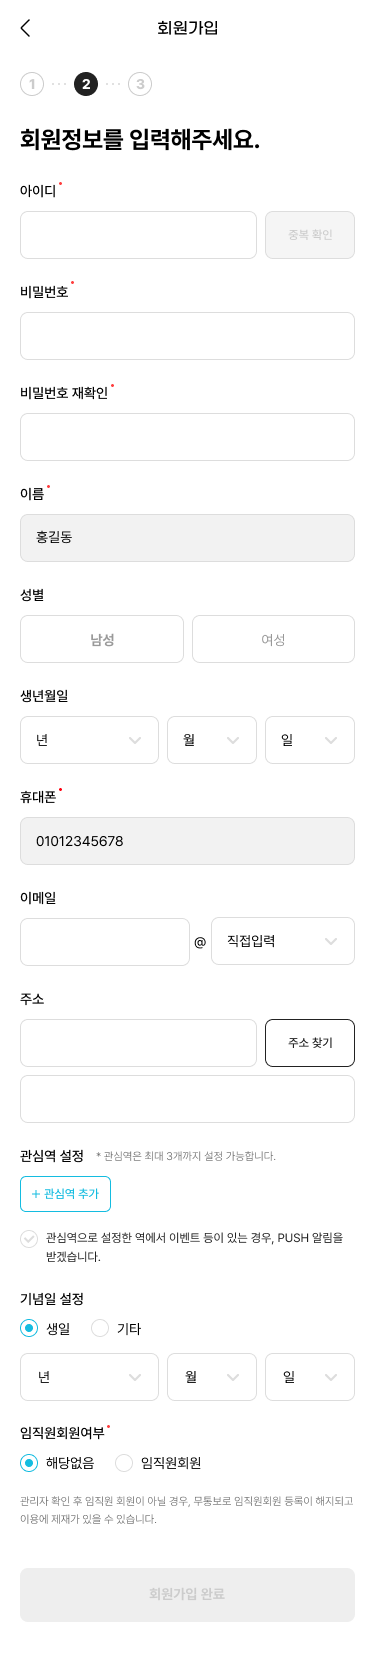 회원가입
1 ··· 2 ··· 3
회원정보를 입력해주세요.
아이디*
중복 확인
비밀번호*
비밀번호 재확인*
이름*
홍길동
성별
남성 여성
생년월일
년 월 일
휴대폰*
01012345678
이메일
@ 직접입력
주소
주소 찾기
관심역 설정 * 관심역은 최대 3개까지 설정 가능합니다.
+ 관심역 추가
관심역으로 설정한 역에서 이벤트 등이 있는 경우, PUSH 알림을
받겠습니다.
기념일 설정
생일 기타
년 월 일
임직원회원여부*
해당없음 임직원회원
관리자 확인 후 임직원 회원이 아닐 경우, 무통보로 임직원회원 등록이 해지되고
이용에 제재가 있을 수 있습니다.
회원가입 완료